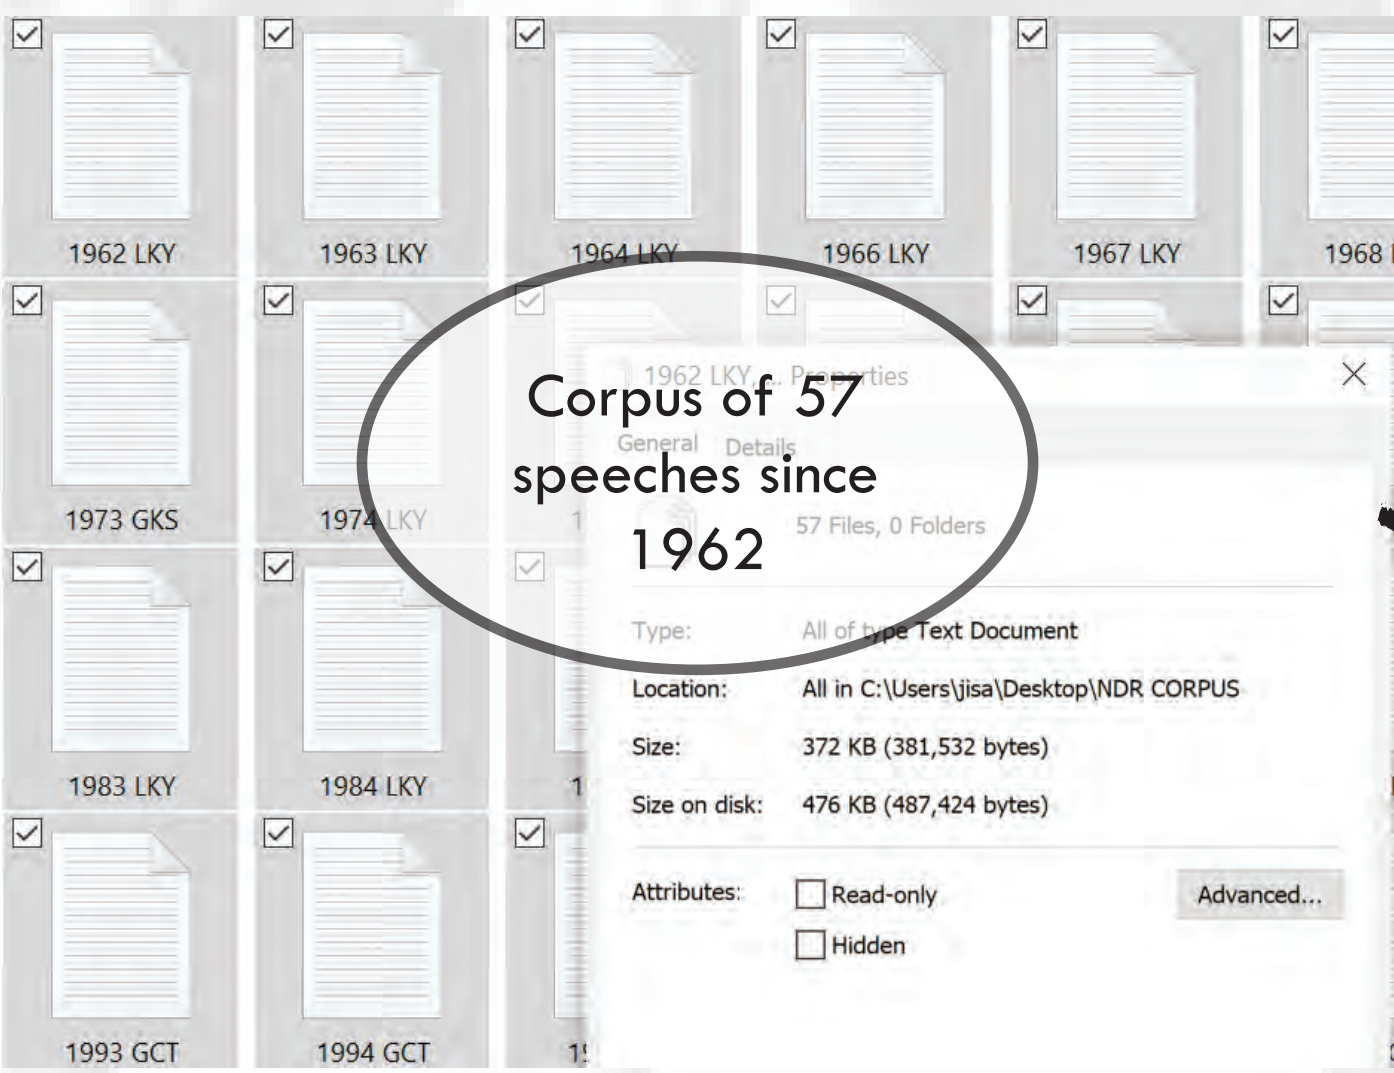 1962 LKY
1963 LKY
1964 LKY
1966 LKY
1967 LKY
1968
1962 LKY, ... Properties
Corpus of 57
General Details
speeches since
1973 GKS
1974 LKY
57 Files, 0 Folders
1962
Type: All of type Text Document
Location: All in C:\Users\jisa\Desktop\NDR CORPUS
Size: 372 KB (381,532 bytes)
1983 LKY
1984 LKY
Size on disk: 476 KB (487,424 bytes)
Attributes: Read-only
Advanced...
Hidden
1993 GCT
1994 GCT